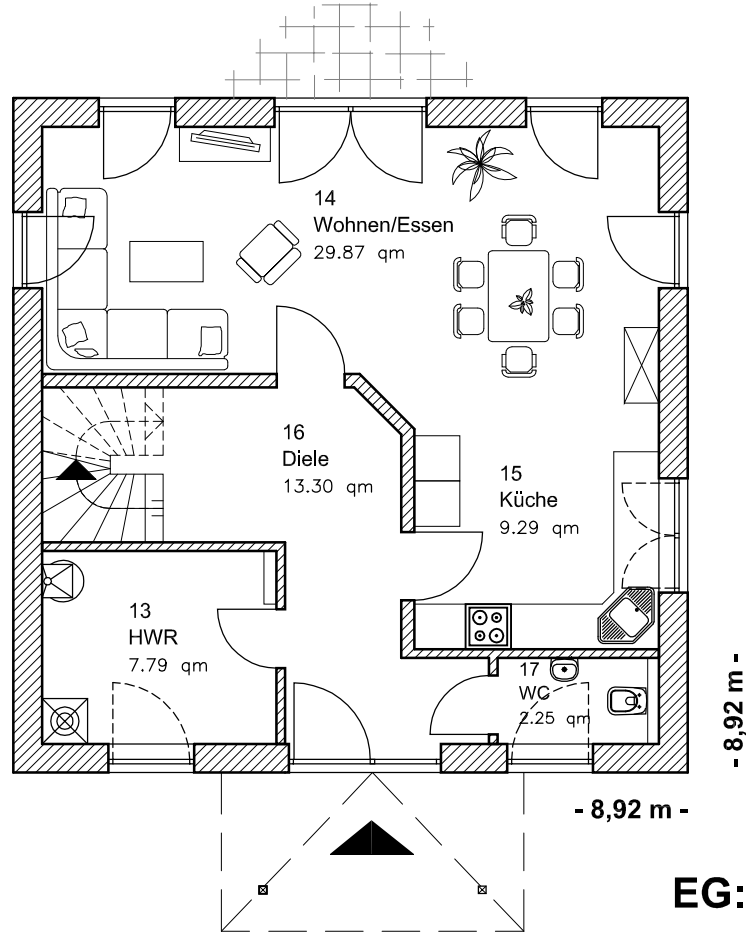 14
Wohnen/Essen
29.87 qm
16
Diele
13.30 qm
15
Küche
9.29 qm
13
HWR
7.79 qm
17
WC
2.25 qm
- 8,92 m -
- 8,92 m -
EG: